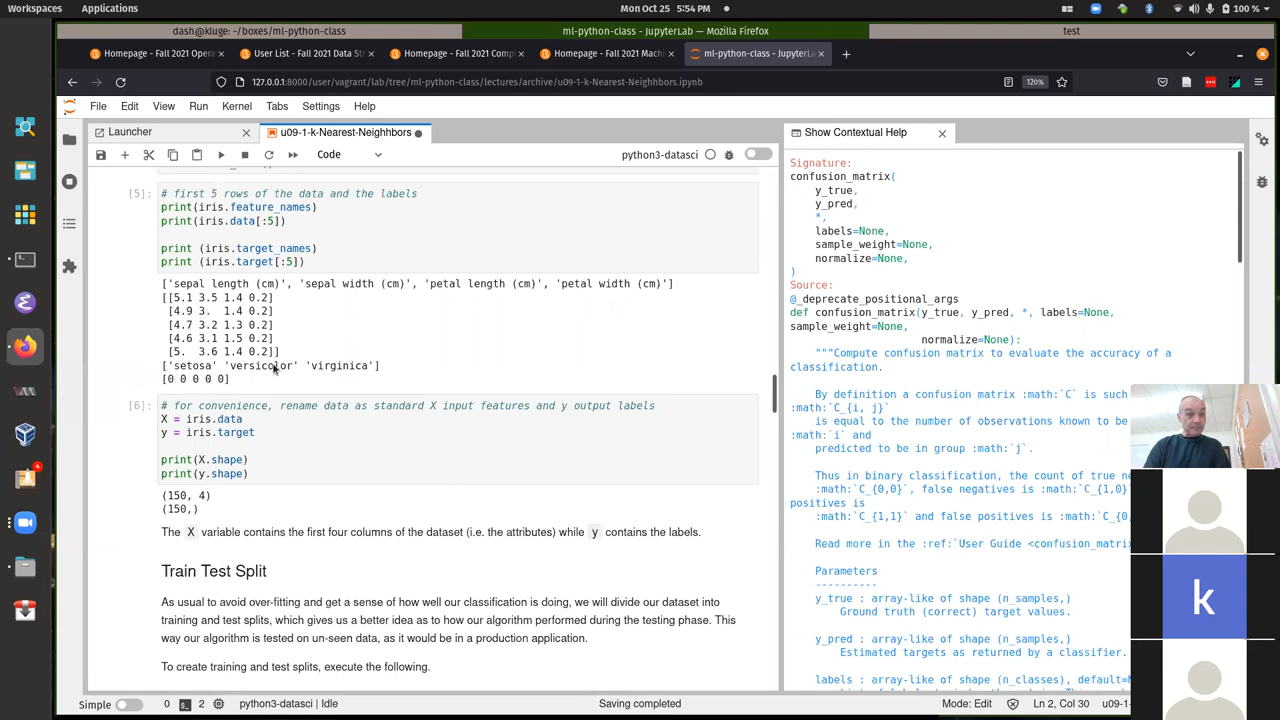 Workspaces Applications Mon Oct 25 5:54 PM 100 %
dash@kluge: ~/boxes/ml-python-class ml-python-class - JupyterLab — Mozilla Firefox test
Homepage - Fall 2021 Opera User List - Fall 2021 Data Str Homepage - Fall 2021 Comp Homepage - Fall 2021 Machi ml-python-class - JupyterLab
127.0.0.1:8000/user/vagrant/lab/tree/ml-python-class/lectures/archive/u09-1-k-Nearest-Neighhbors.ipynb 120%
File Edit View Run Kernel Tabs Settings Help
Launcher u09-1-k-Nearest-Neighhbors Show Contextual Help
Code python3-datasci
[5]: # first 5 rows of the data and the labels
print(iris.feature_names)
print(iris.data[:5])
print (iris.target_names)
print (iris.target[:5])
['sepal length (cm)', 'sepal width (cm)', 'petal length (cm)', 'petal width (cm)']
[[5.1 3.5 1.4 0.2]
[4.9 3. 1.4 0.2]
[4.7 3.2 1.3 0.2]
[4.6 3.1 1.5 0.2]
[5. 3.6 1.4 0.2]]
['setosa' 'versicolor' 'virginica']
[0 0 0 0 0]
[6]: # for convenience, rename data as standard X input features and y output labels
X = iris.data
y = iris.target
print(X.shape)
print(y.shape)
(150, 4)
(150,)
The X variable contains the first four columns of the dataset (i.e. the attributes) while y contains the labels.
Train Test Split
As usual to avoid over-fitting and get a sense of how well our classification is doing, we will divide our dataset into
training and test splits, which gives us a better idea as to how our algorithm performed during the testing phase. This
way our algorithm is tested on un-seen data, as it would be in a production application.
To create training and test splits, execute the following.
Signature:
confusion_matrix(
y_true,
y_pred,
*,
labels=None,
sample_weight=None,
normalize=None,
)
Source:
@_deprecate_positional_args
def confusion_matrix(y_true, y_pred, *, labels=None,
sample_weight=None,
normalize=None):
"""Compute confusion matrix to evaluate the accuracy of a
classification.
By definition a confusion matrix :math:`C` is such
:math:`C_{i, j}`
is equal to the number of observations known to be
:math:`i` and
predicted to be in group :math:`j`.
Thus in binary classification, the count of true ne
:math:`C_{0,0}`, false negatives is :math:`C_{1,0}`
positives is
:math:`C_{1,1}` and false positives is :math:`C_{0,
Read more in the :ref:`User Guide <confusion_matri
Parameters
----------
y_true : array-like of shape (n_samples,)
Ground truth (correct) target values.
y_pred : array-like of shape (n_samples,)
Estimated targets as returned by a classifier.
labels : array-like of shape (n_classes), default=N
k
Simple 0 2 python3-datasci | Idle Saving completed Mode: Edit Ln 2, Col 30 u09-1